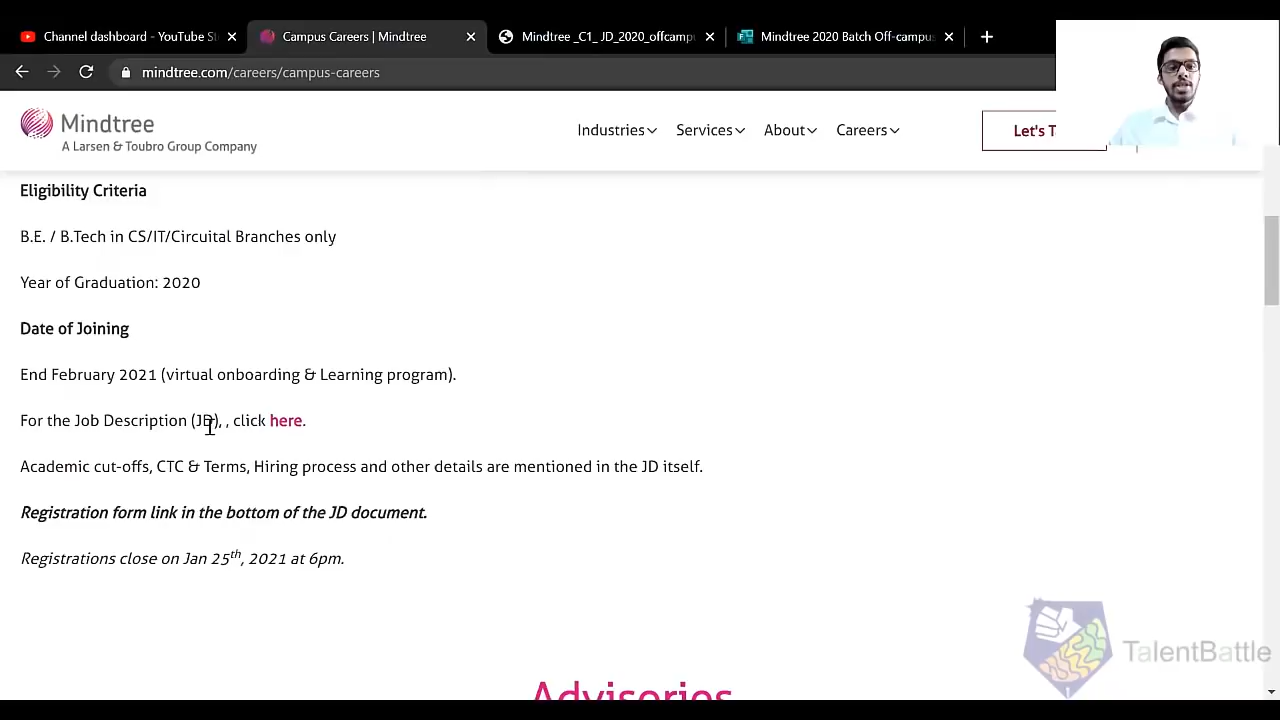 Channel dashboard - YouTube St
Campus Careers | Mindtree
Mindtree _C1_ JD_2020_offcamp
Mindtree 2020 Batch Off-campus
mindtree.com/careers/campus-careers
Mindtree
A Larsen & Toubro Group Company
Industries
Services
About
Careers
Let's T
Eligibility Criteria
B.E. / B.Tech in CS/IT/Circuital Branches only
Year of Graduation: 2020
Date of Joining
End February 2021 (virtual onboarding & Learning program).
For the Job Description (JD), , click here.
Academic cut-offs, CTC & Terms, Hiring process and other details are mentioned in the JD itself.
Registration form link in the bottom of the JD document.
Registrations close on Jan 25th, 2021 at 6pm.
TalentBattle
Advisories